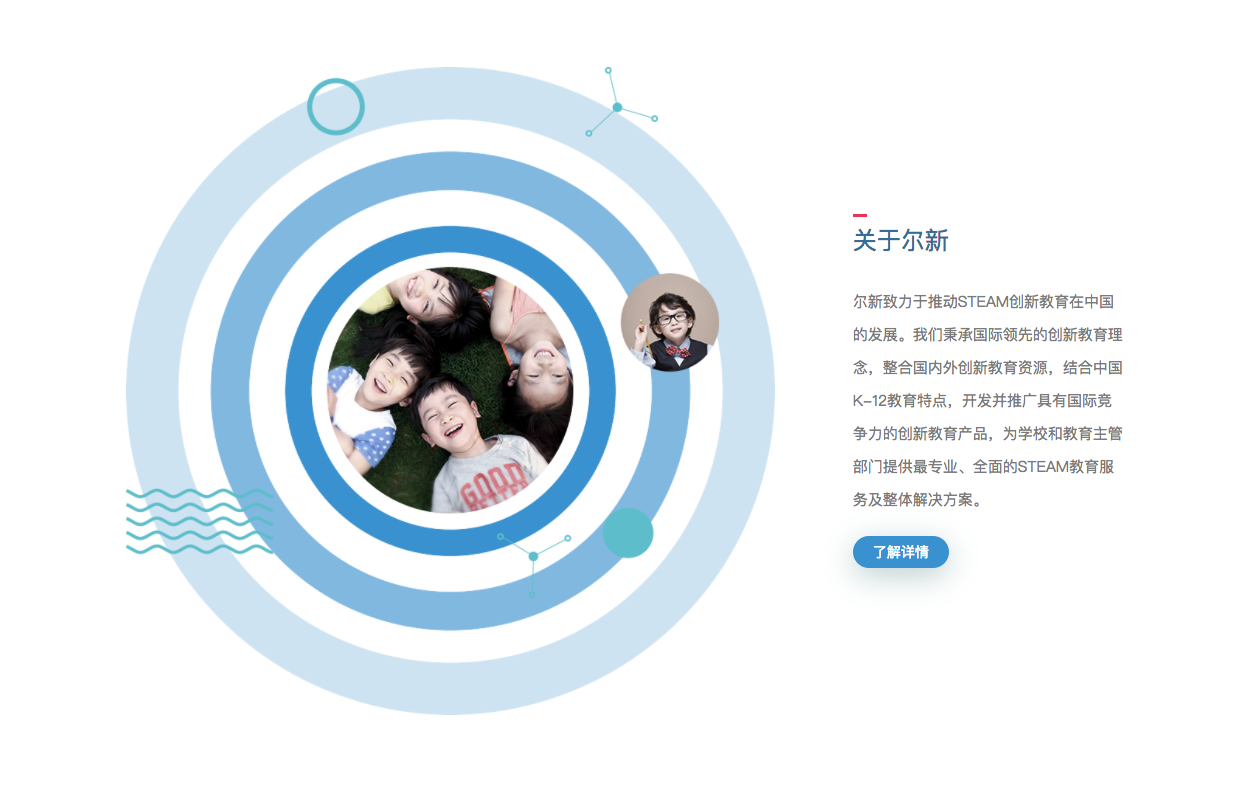 关于尔新
尔新致力于推动STEAM创新教育在中国
的发展。我们秉承国际领先的创新教育理
念，整合国内外创新教育资源，结合中国
K-12教育特点，开发并推广具有国际竞
争力的创新教育产品，为学校和教育主管
部门提供最专业、全面的STEAM教育服
务及整体解决方案。
了解详情
GOOD
BETTER